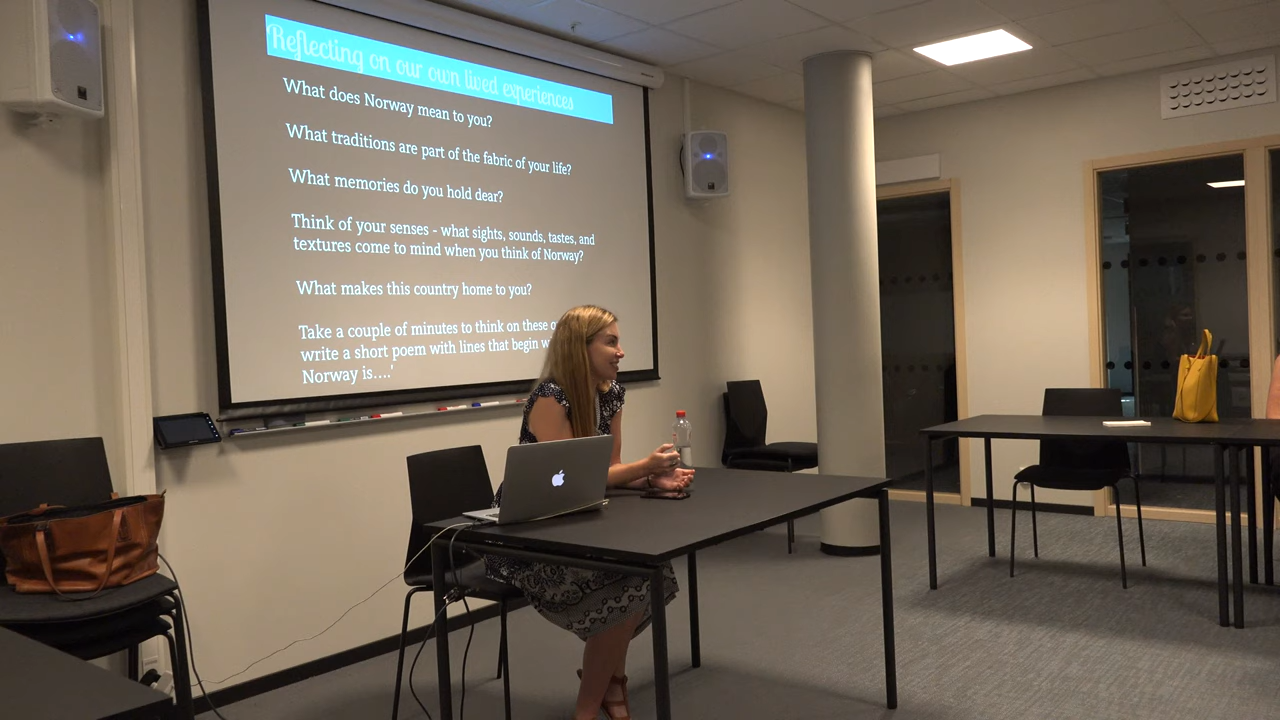 Reflecting on our own lived experiences
What does Norway mean to you?
What traditions are part of the fabric of your life?
What memories do you hold dear?
Think of your senses - what sights, sounds, tastes, and
textures come to mind when you think of Norway?
What makes this country home to you?
Take a couple of minutes to think on these
write a short poem with lines that begin
Norway is....'